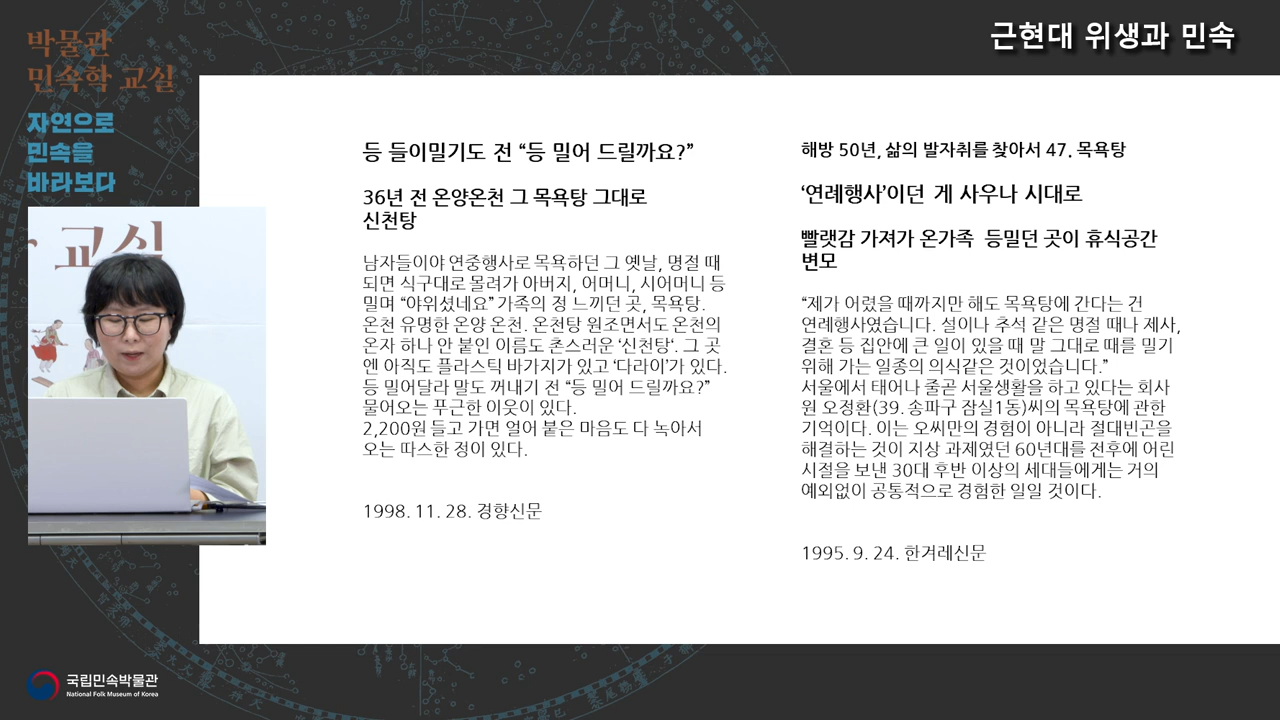 박물관
민속학 교실
자연으로
민속을
바라보다
근현대 위생과 민속
교실
등 들이밀기도 전 “등 밀어 드릴까요?”
36년 전 온양온천 그 목욕탕 그대로
신천탕
남자들이야 연중행사로 목욕하던 그 옛날, 명절 때
되면 식구대로 몰려가 아버지, 어머니, 시어머니 등
밀며 “야위셨네요” 가족의 정 느끼던 곳, 목욕탕.
온천 유명한 온양 온천. 온천탕 원조면서도 온천의
온자 하나 안 붙인 이름도 촌스러운 ‘신천탕‘. 그 곳
엔 아직도 플라스틱 바가지가 있고 ‘다라이’가 있다.
등 밀어달라 말도 꺼내기 전 “등 밀어 드릴까요?”
물어오는 푸근한 이웃이 있다.
2,200원 들고 가면 얼어 붙은 마음도 다 녹아서
오는 따스한 정이 있다.
1998. 11. 28. 경향신문
해방 50년, 삶의 발자취를 찾아서 47. 목욕탕
‘연례행사’이던 게 사우나 시대로
빨랫감 가져가 온가족 등밀던 곳이 휴식공간
변모
“제가 어렸을 때까지만 해도 목욕탕에 간다는 건
연례행사였습니다. 설이나 추석 같은 명절 때나 제사,
결혼 등 집안에 큰 일이 있을 때 말 그대로 때를 밀기
위해 가는 일종의 의식같은 것이었습니다.”
서울에서 태어나 줄곧 서울생활을 하고 있다는 회사
원 오정환(39. 송파구 잠실1동)씨의 목욕탕에 관한
기억이다. 이는 오씨만의 경험이 아니라 절대빈곤을
해결하는 것이 지상 과제였던 60년대를 전후에 어린
시절을 보낸 30대 후반 이상의 세대들에게는 거의
예외없이 공통적으로 경험한 일일 것이다.
1995. 9. 24. 한겨레신문
국립민속박물관
National Folk Museum of Korea